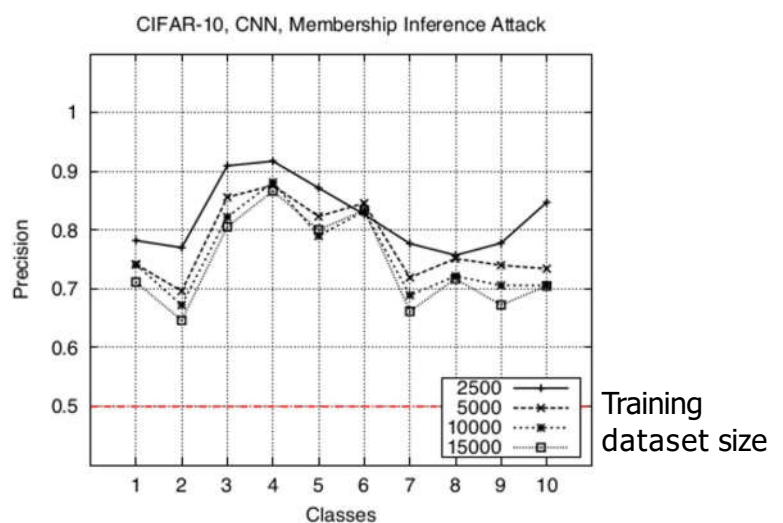 CIFAR-10, CNN, Membership Inference Attack
1
0.9
0.8
0.7
0.6
0.5
Precision
2500
5000
10000
15000
Training
dataset size
1 2 3 4 5 6 7 8 9 10
Classes